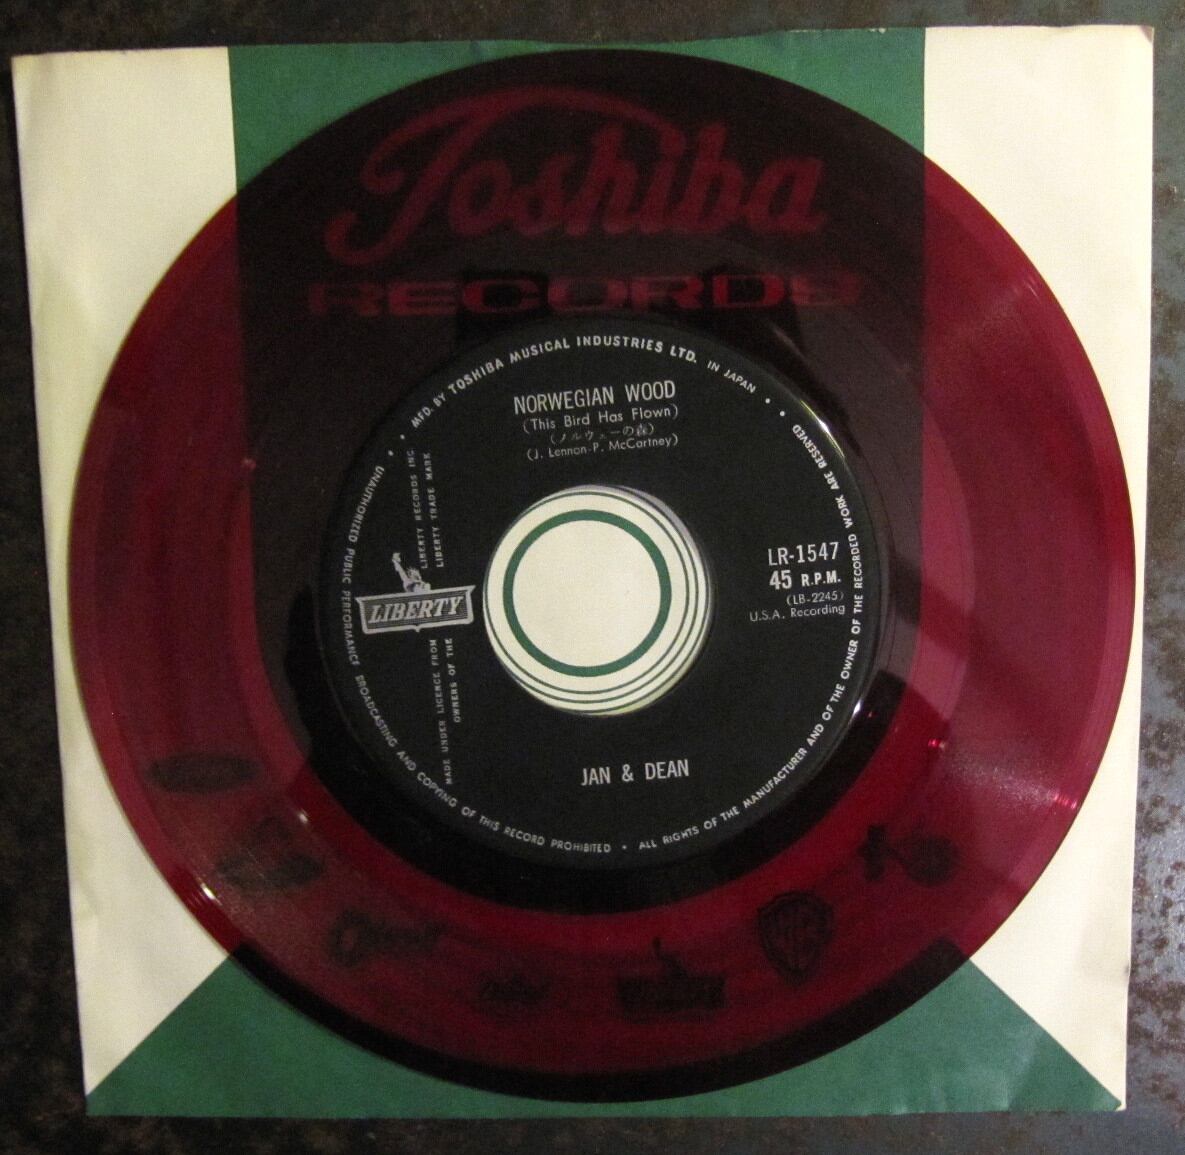 Toshiba
RECORDS
MFD. BY TOSHIBA MUSICAL INDUSTRIES LTD. IN JAPAN
NORWEGIAN WOOD
(This Bird Has Flown)
(ノルウェーの森)
(J. Lennon-P. McCartney)
LIBERTY RECORDS INC.
LIBERTY TRADE MARK
LIBERTY
MADE UNDER LICENCE FROM
OWNERS OF THE
LR-1547
45 R.P.M.
(LB-2245)
U.S.A. Recording
JAN & DEAN
• UNAUTHORIZED PUBLIC PERFORMANCE BROADCASTING AND COPYING OF THIS RECORD PROHIBITED • ALL RIGHTS OF THE MANUFACTURER AND OF THE OWNER OF THE RECORDED WORK ARE RESERVED •
Capitol
LIBERTY
WB